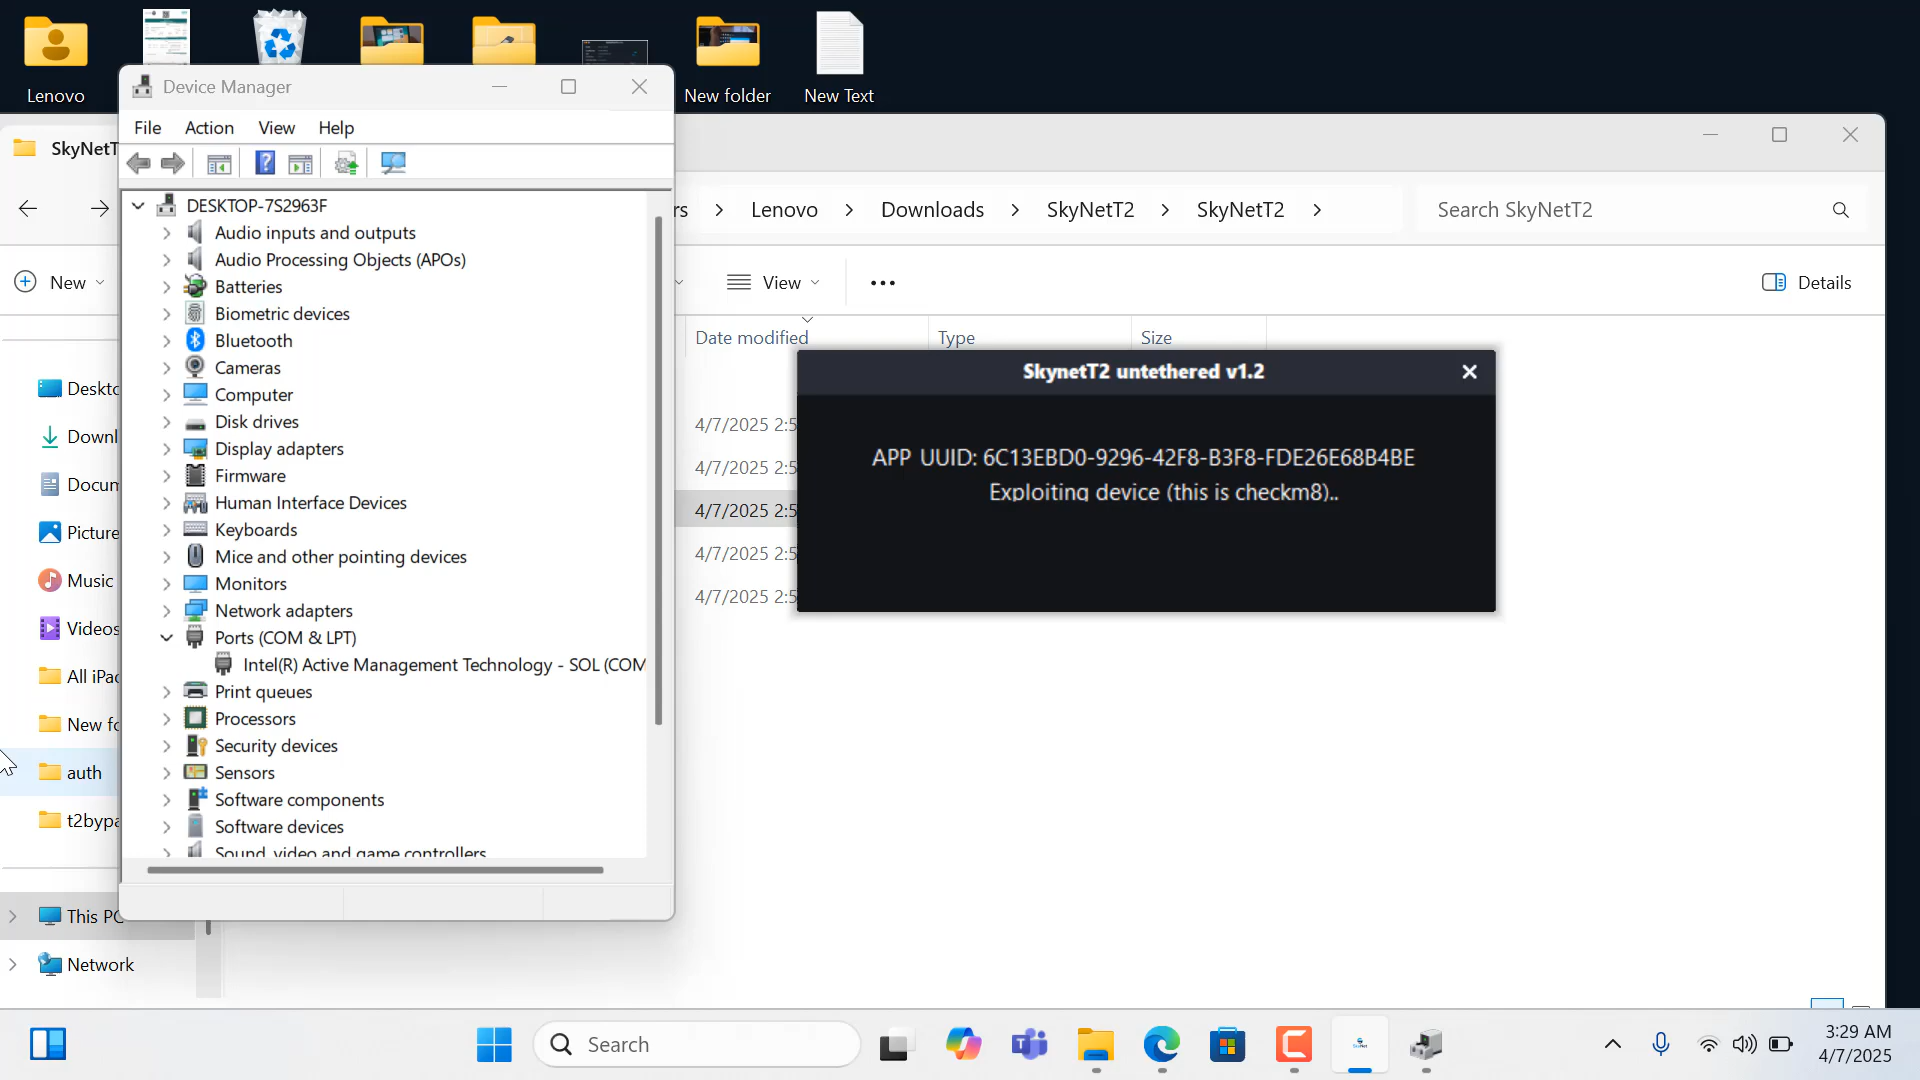 Lenovo
New folder
New Text
Device Manager
File Action View Help
DESKTOP-7S2963F
Audio inputs and outputs
Audio Processing Objects (APOs)
Batteries
Biometric devices
Bluetooth
Cameras
Computer
Disk drives
Display adapters
Firmware
Human Interface Devices
Keyboards
Mice and other pointing devices
Monitors
Network adapters
Ports (COM & LPT)
Intel(R) Active Management Technology - SOL (COM
Print queues
Processors
Security devices
Sensors
Software components
Software devices
Sound, video and game controllers
SkyNetT
rs > Lenovo > Downloads > SkyNetT2 > SkyNetT2 >
Search SkyNetT2
New
View
Details
Date modified Type Size
4/7/2025 2:5
4/7/2025 2:5
4/7/2025 2:5
4/7/2025 2:5
4/7/2025 2:5
SkynetT2 untethered v1.2
APP UUID: 6C13EBD0-9296-42F8-B3F8-FDE26E68B4BE
Exploiting device (this is checkm8)..
Deskto
Downl
Docum
Picture
Music
Videos
All iPad
New fo
auth
t2bypa
This PC
Network
Search
3:29 AM
4/7/2025